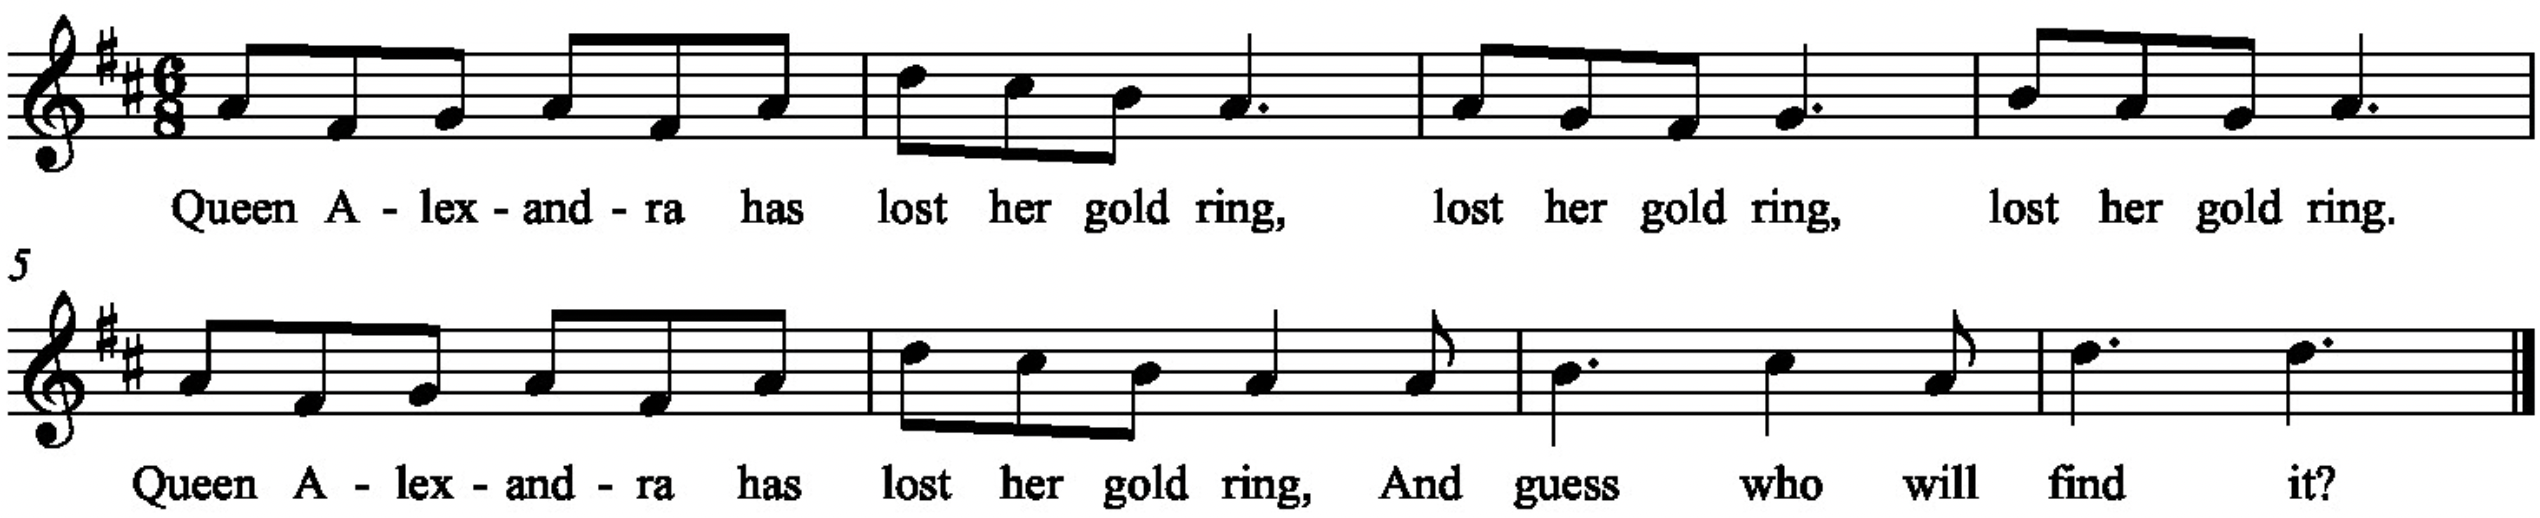 6
8
Queen A - lex - and - ra has lost her gold ring, lost her gold ring, lost her gold ring.
5
Queen A - lex - and - ra has lost her gold ring, And guess who will find it?